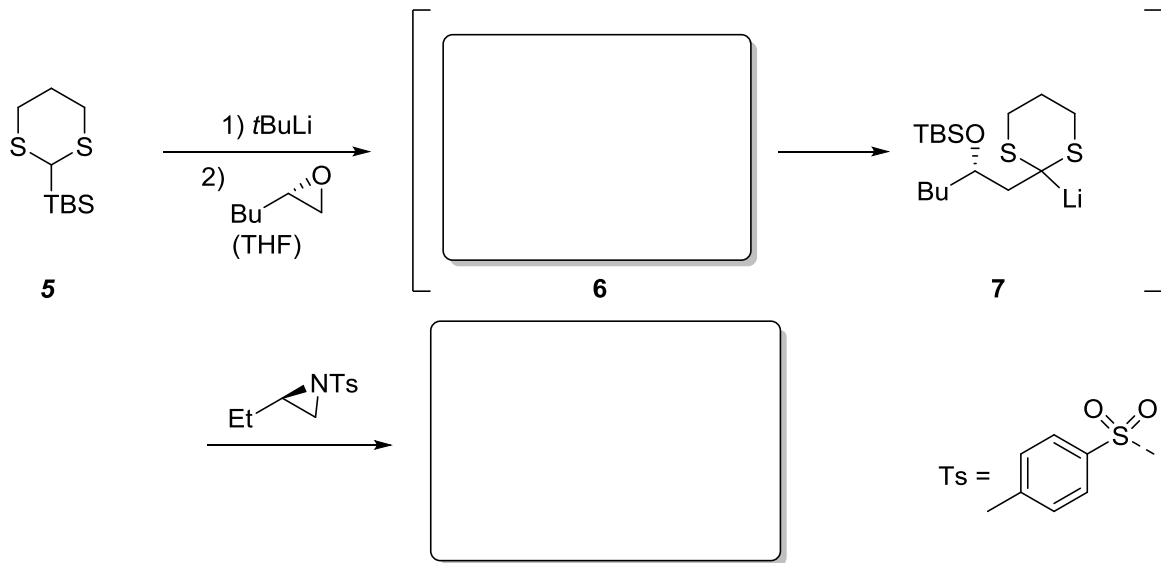 1) tBuLi
2)
O
Bu
(THF)
S S
TBS
5
6
TBSO
S S
Bu
Li
7
NTs
Et
O O
S
Ts =